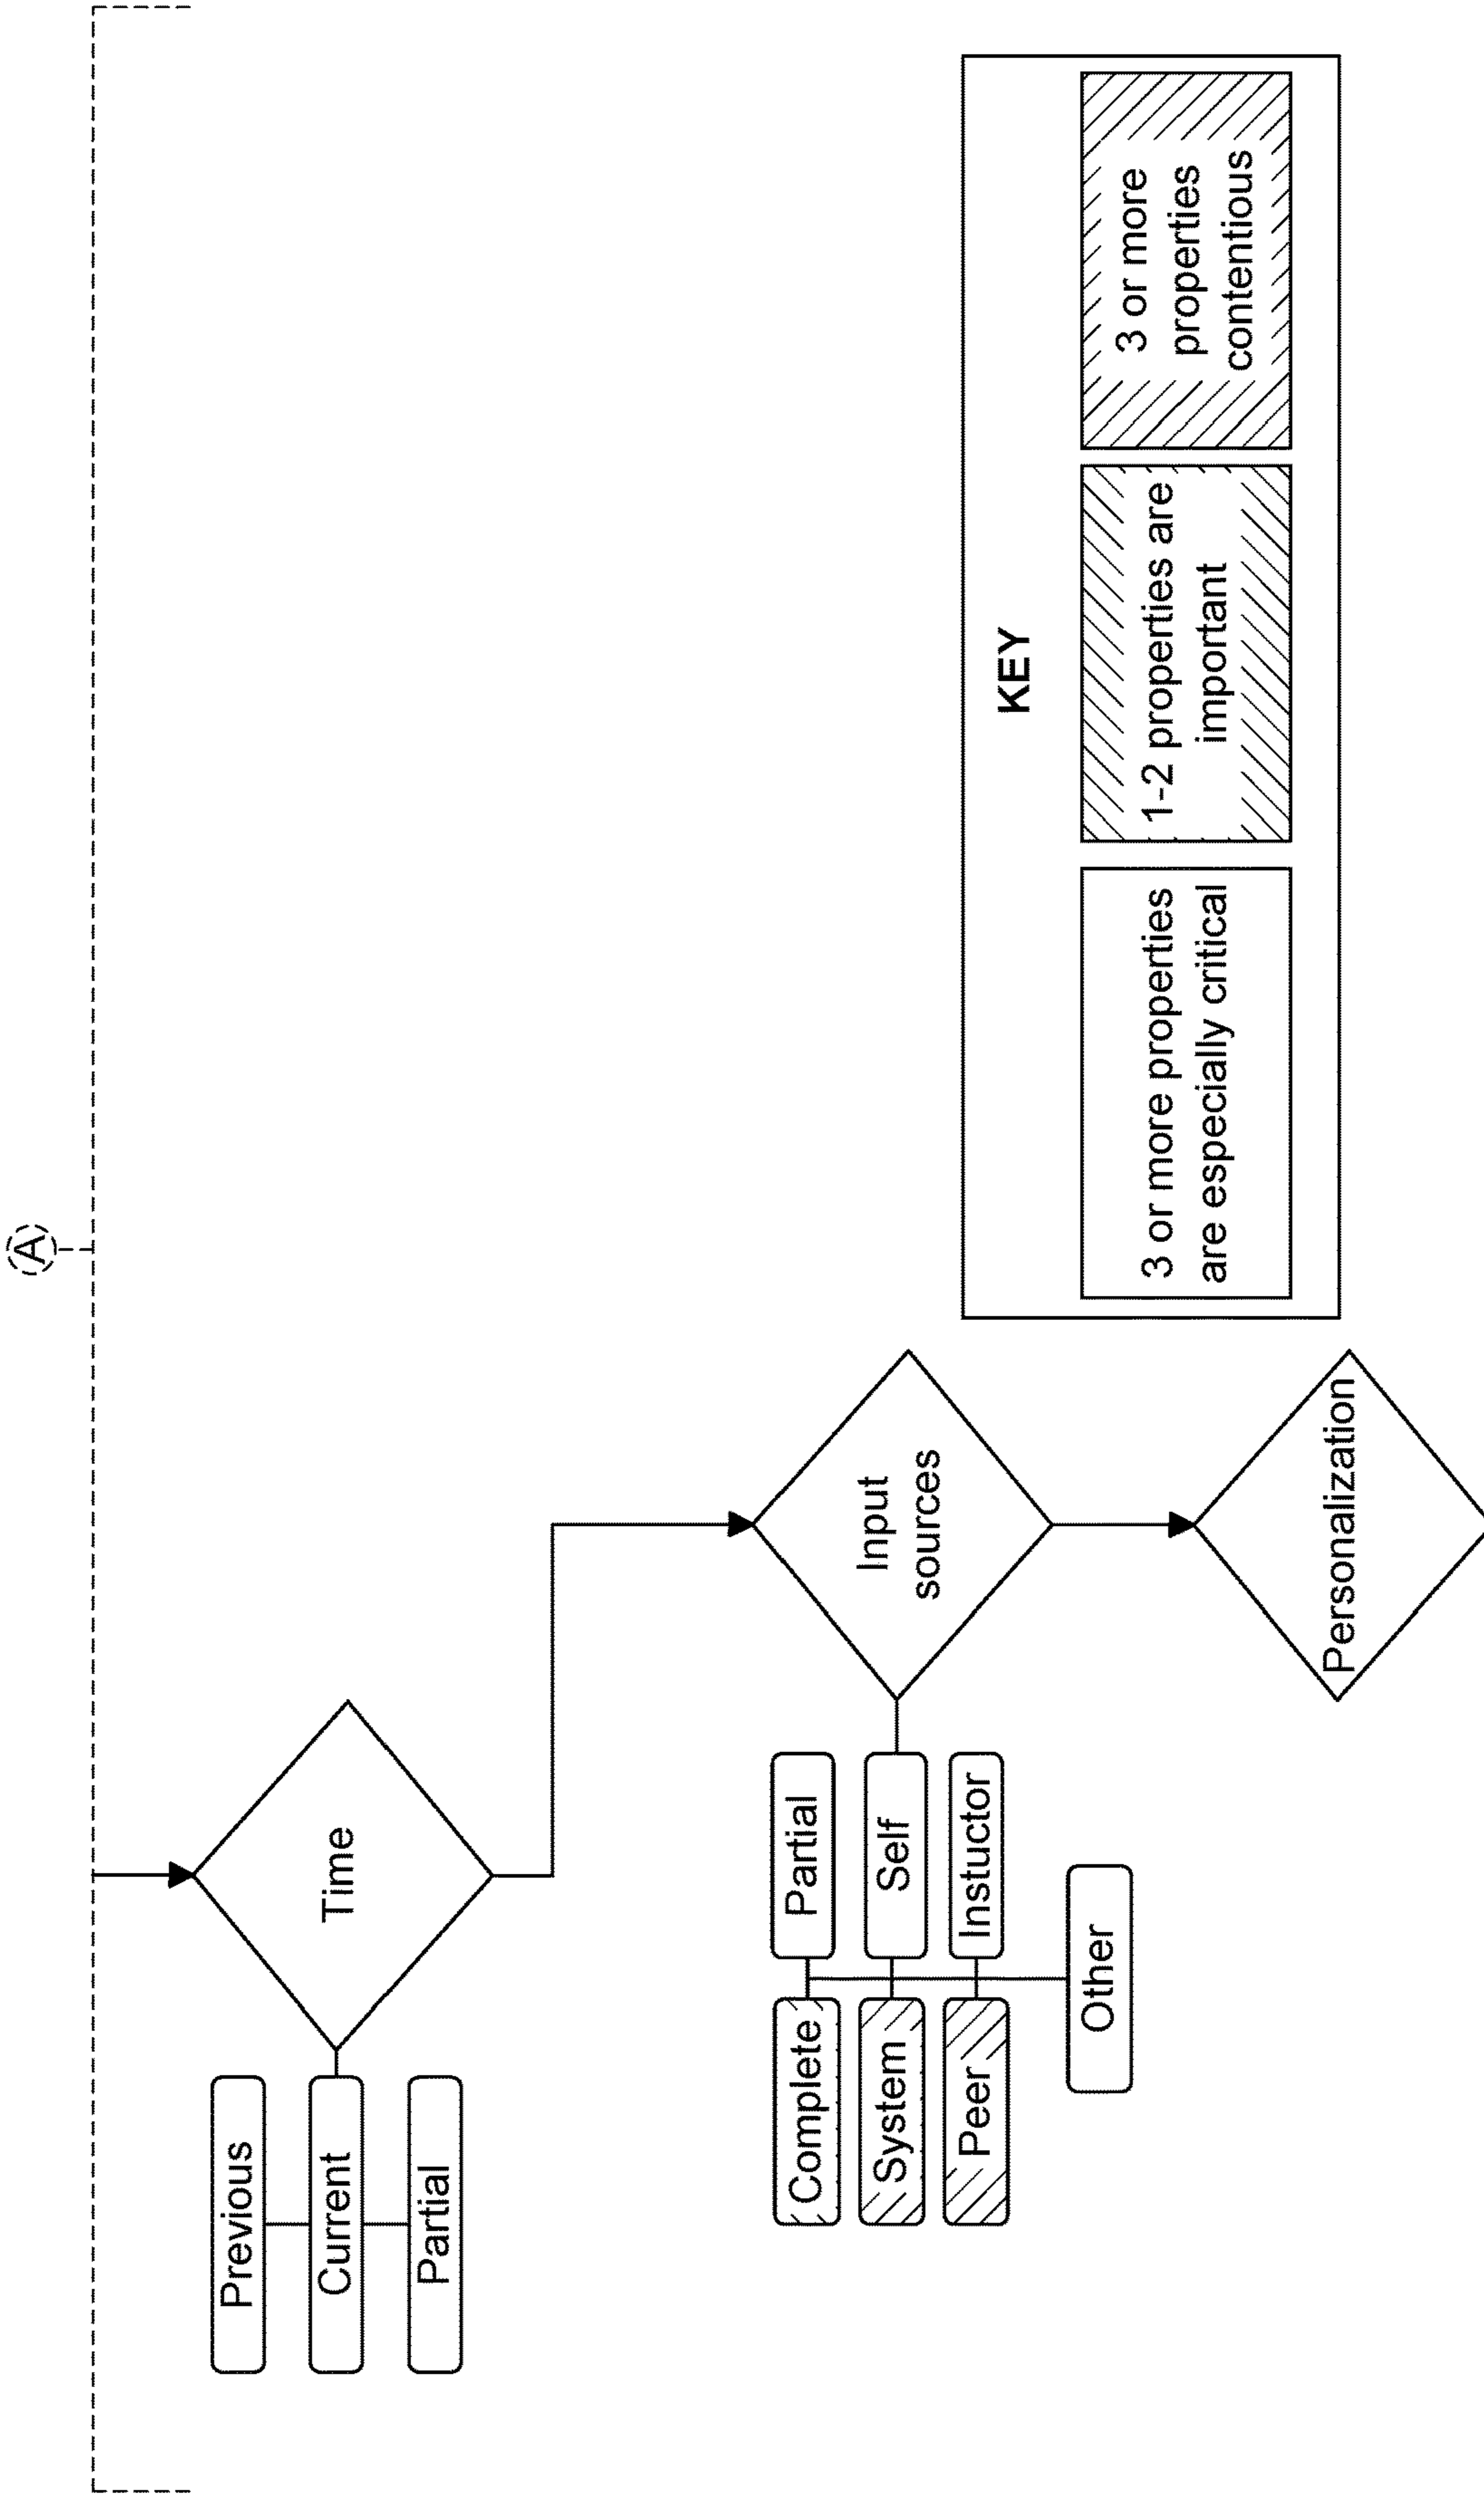 A
Time
Previous
Current
Partial
Input
sources
Complete
Partial
System
Self
Peer
Instuctor
Other
Personalization
KEY
3 or more properties
are especially critical
1-2 properties are
important
3 or more
properties
contentious